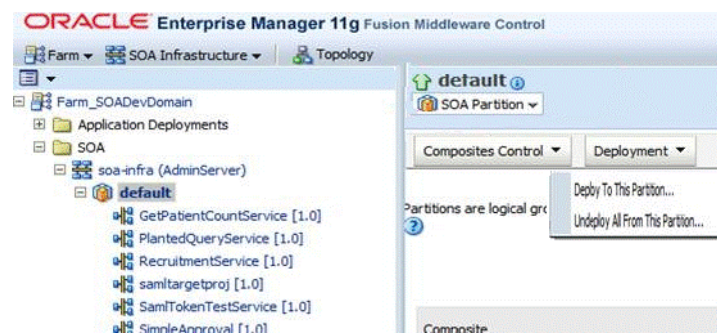 ORACLE Enterprise Manager 11g Fusion Middleware Control
Farm SOA Infrastructure Topology
Farm_SOADevDomain
Application Deployments
SOA
soa-infra (AdminServer)
default
GetPatientCountService [1.0]
PlantedQueryService [1.0]
RecruitmentService [1.0]
samltargetproj [1.0]
SamlTokenTestService [1.0]
SimpleApproval [1.0]
default
SOA Partition
Composites Control Deployment
Deploy To This Partition...
Undeploy All From This Partition...
Partitions are logical gro
Composite